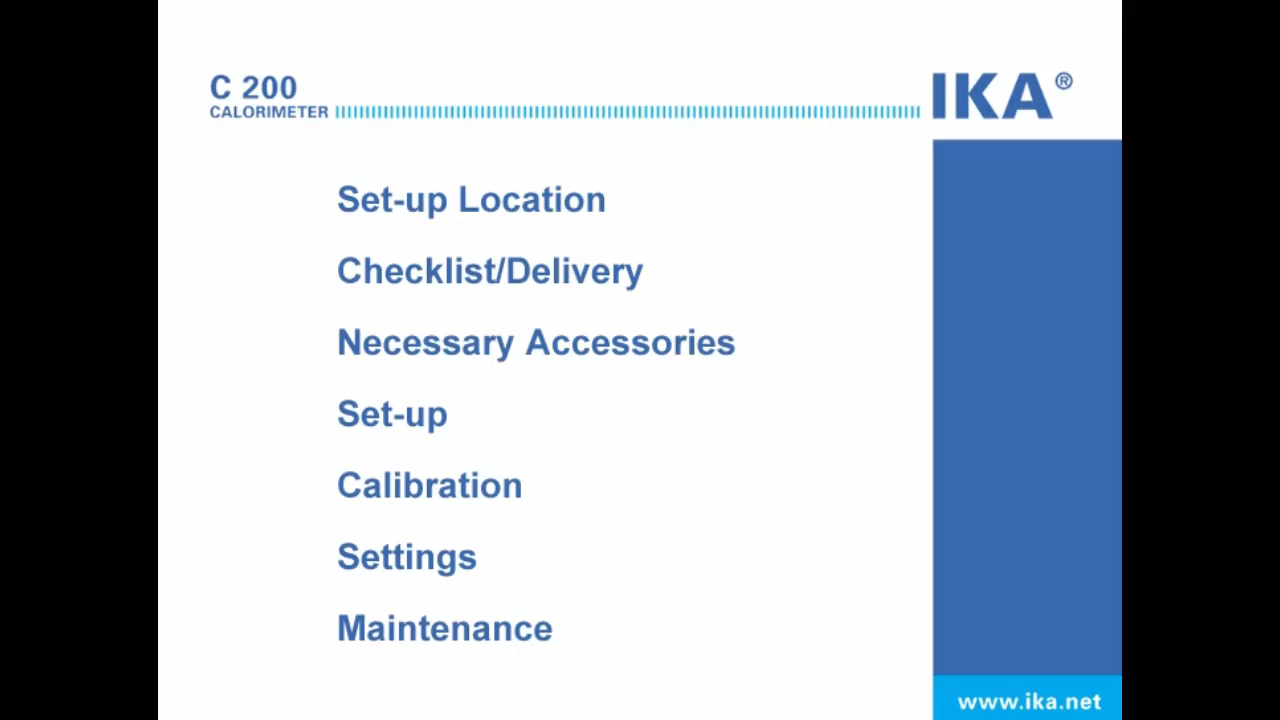 C 200
CALORIMETER
IKA®
Set-up Location
Checklist/Delivery
Necessary Accessories
Set-up
Calibration
Settings
Maintenance
www.ika.net